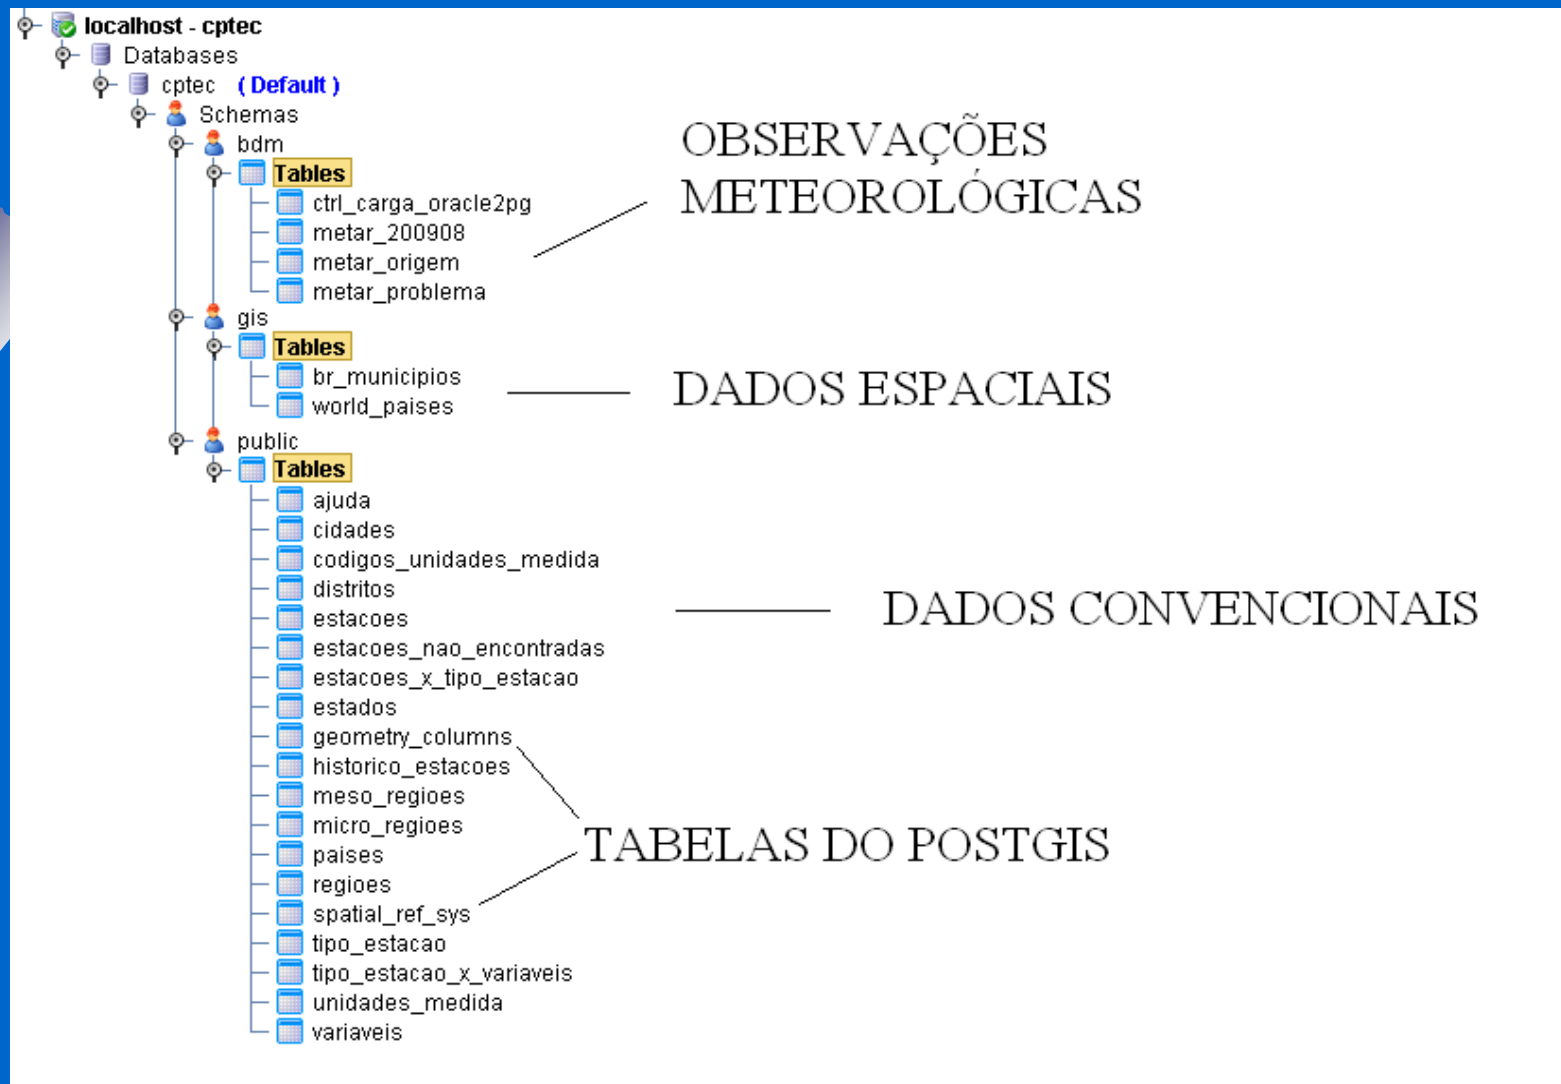 localhost - cptec
Databases
cptec ( Default )
Schemas
bdm
Tables
ctrl_carga_oracle2pg
metar_200908
metar_origem
metar_problema
OBSERVAÇÕES
METEOROLÓGICAS
gis
Tables
br_municipios
world_paises
DADOS ESPACIAIS
public
Tables
ajuda
cidades
codigos_unidades_medida
distritos
estacoes
estacoes_nao_encontradas
estacoes_x_tipo_estacao
estados
geometry_columns
historico_estacoes
meso_regioes
micro_regioes
paises
regioes
spatial_ref_sys
tipo_estacao
tipo_estacao_x_variaveis
unidades_medida
variaveis
DADOS CONVENCIONAIS
TABELAS DO POSTGIS